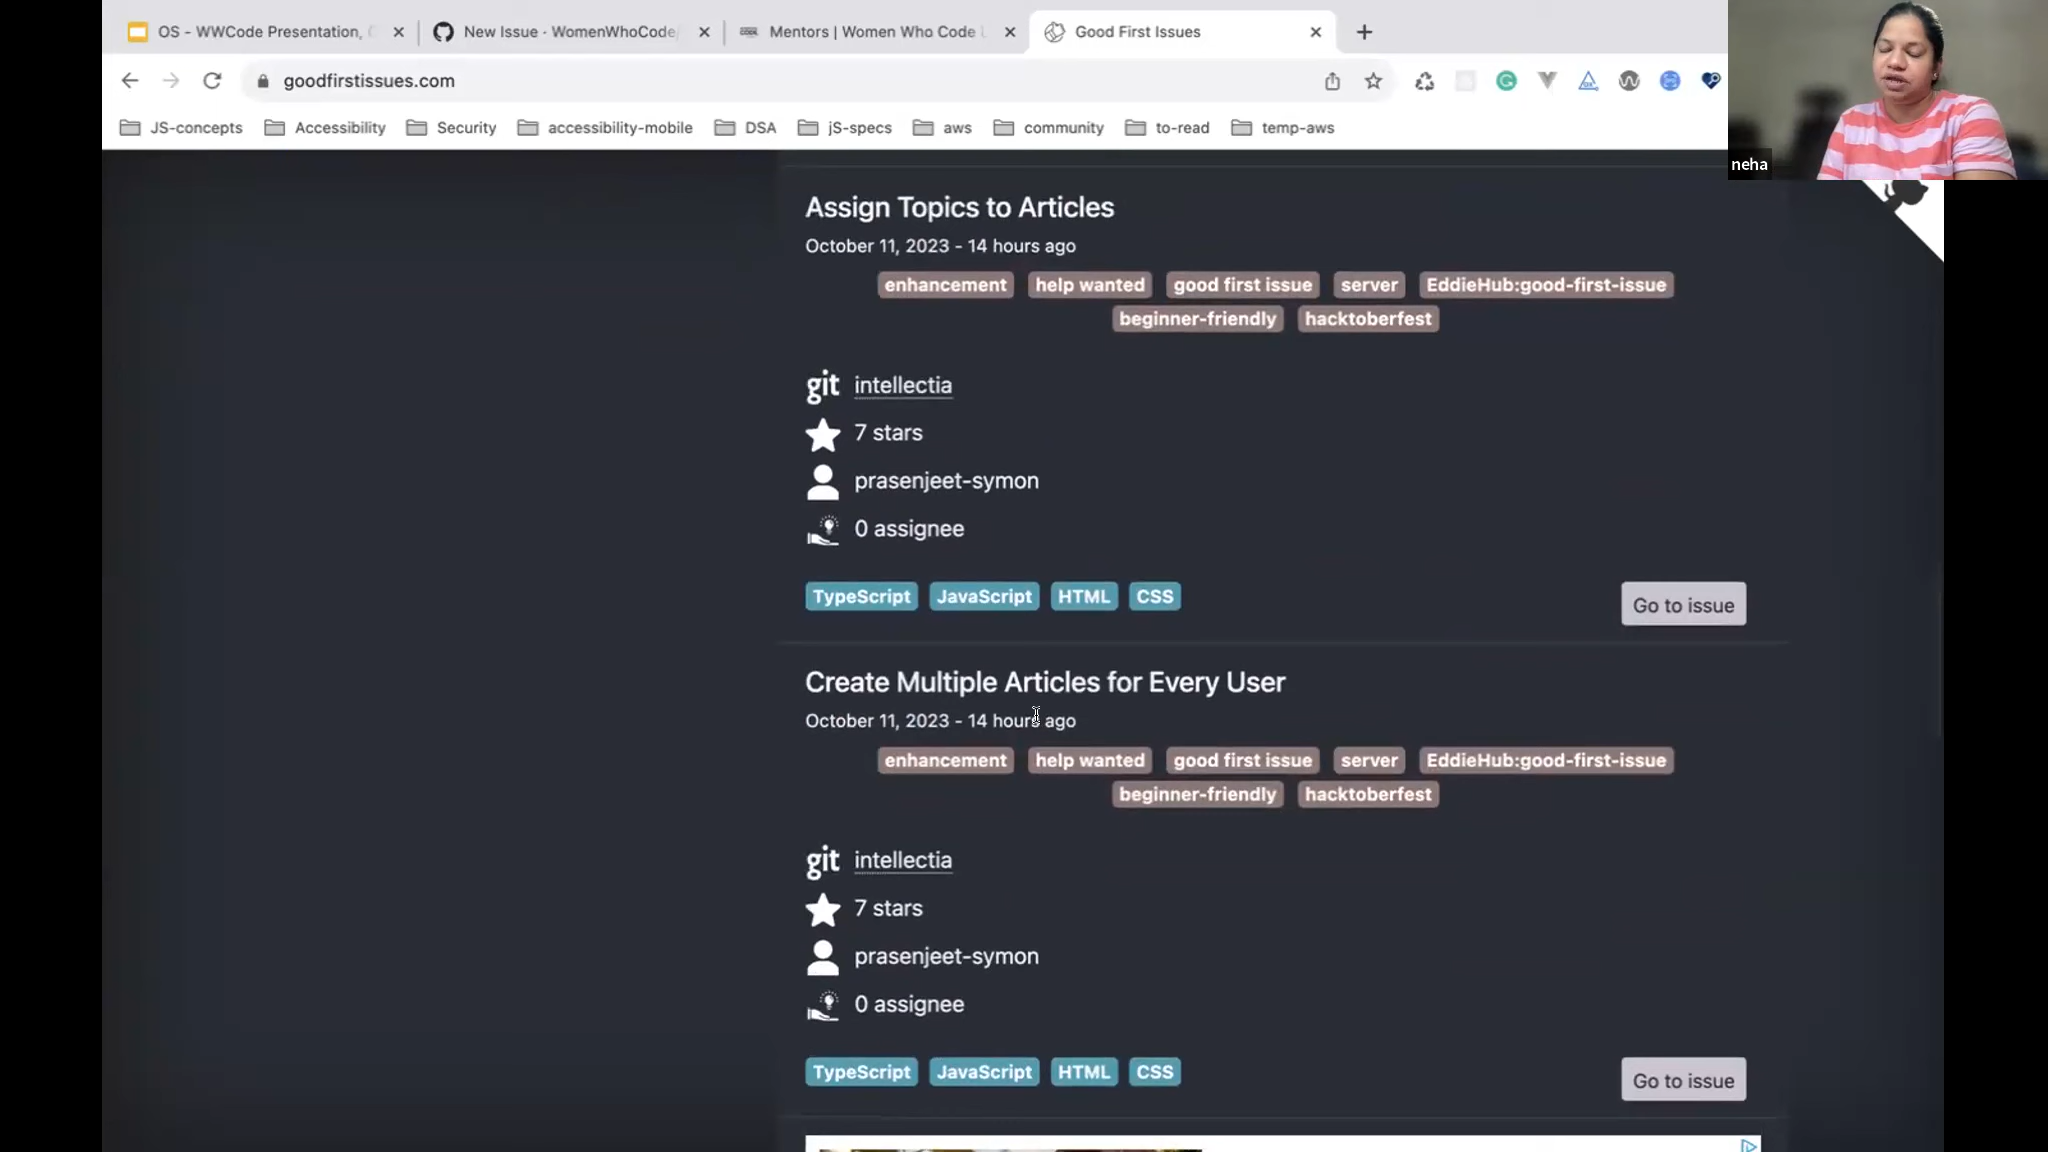 OS - WWCode Presentation,
New Issue · WomenWhoCode/
Mentors | Women Who Code
Good First Issues
goodfirstissues.com
JS-concepts
Accessibility
Security
accessibility-mobile
DSA
jS-specs
aws
community
to-read
temp-aws
neha
Assign Topics to Articles
October 11, 2023 - 14 hours ago
enhancement help wanted good first issue server EddieHub:good-first-issue
beginner-friendly hacktoberfest
git intellectia
7 stars
prasenjeet-symon
0 assignee
TypeScript JavaScript HTML CSS
Go to issue
Create Multiple Articles for Every User
October 11, 2023 - 14 hours ago
enhancement help wanted good first issue server EddieHub:good-first-issue
beginner-friendly hacktoberfest
git intellectia
7 stars
prasenjeet-symon
0 assignee
TypeScript JavaScript HTML CSS
Go to issue